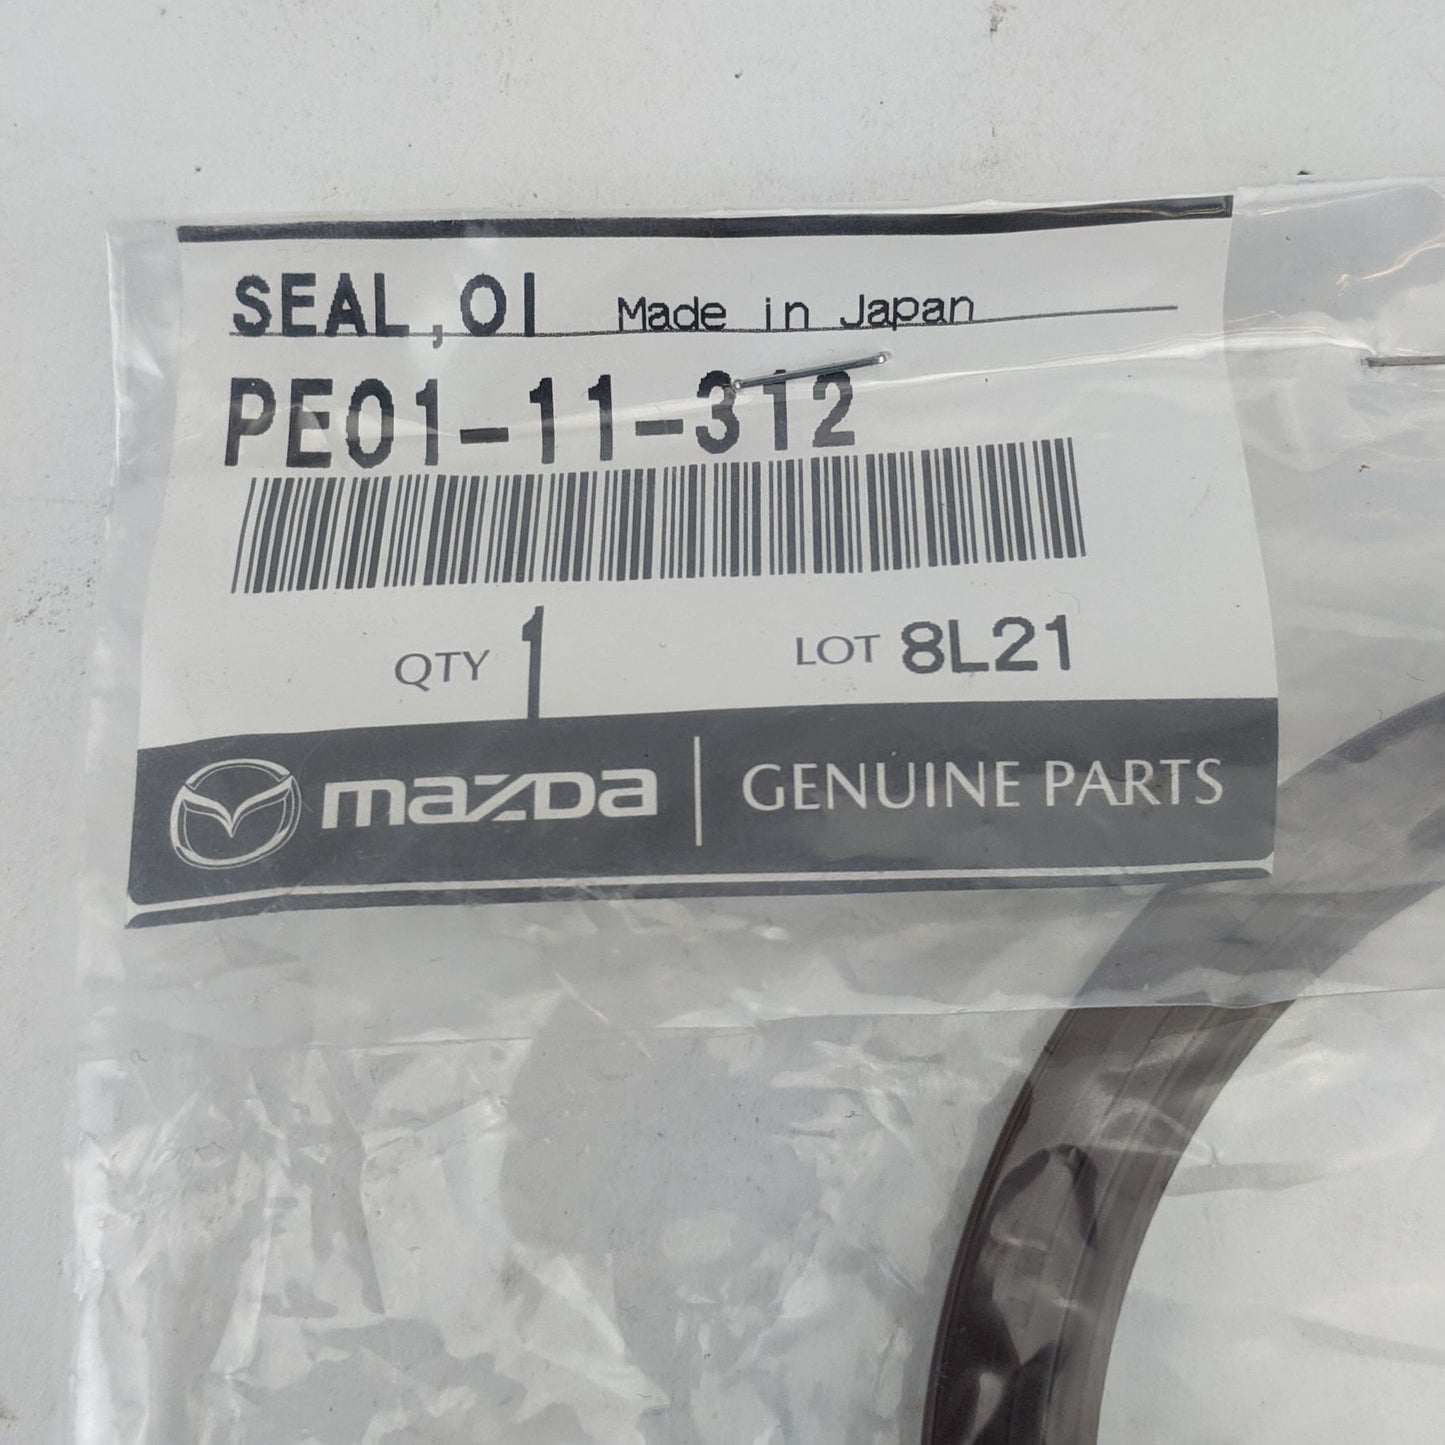 SEAL,OI Made in Japan
PE01-11-312
QTY 1 LOT 8L21
mazda GENUINE PARTS